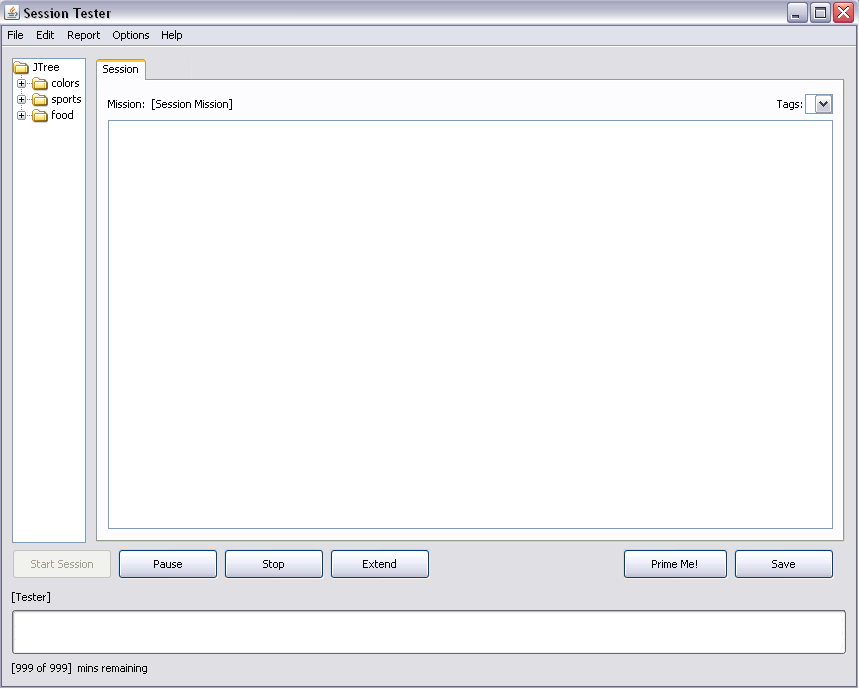 Session Tester
File Edit Report Options Help
JTree
colors
sports
food
Session
Mission: [Session Mission] Tags:
Start Session Pause Stop Extend Prime Me! Save
[Tester]
[999 of 999] mins remaining